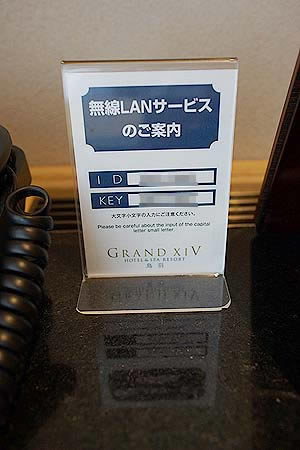 無線LANサービス
のご案内
ID
KEY
大文字小文字の入力にご注意ください。
Please be careful about the input of the capital
letter small letter
GRAND XIV
HOTEL & SPA RESORT
鳥羽